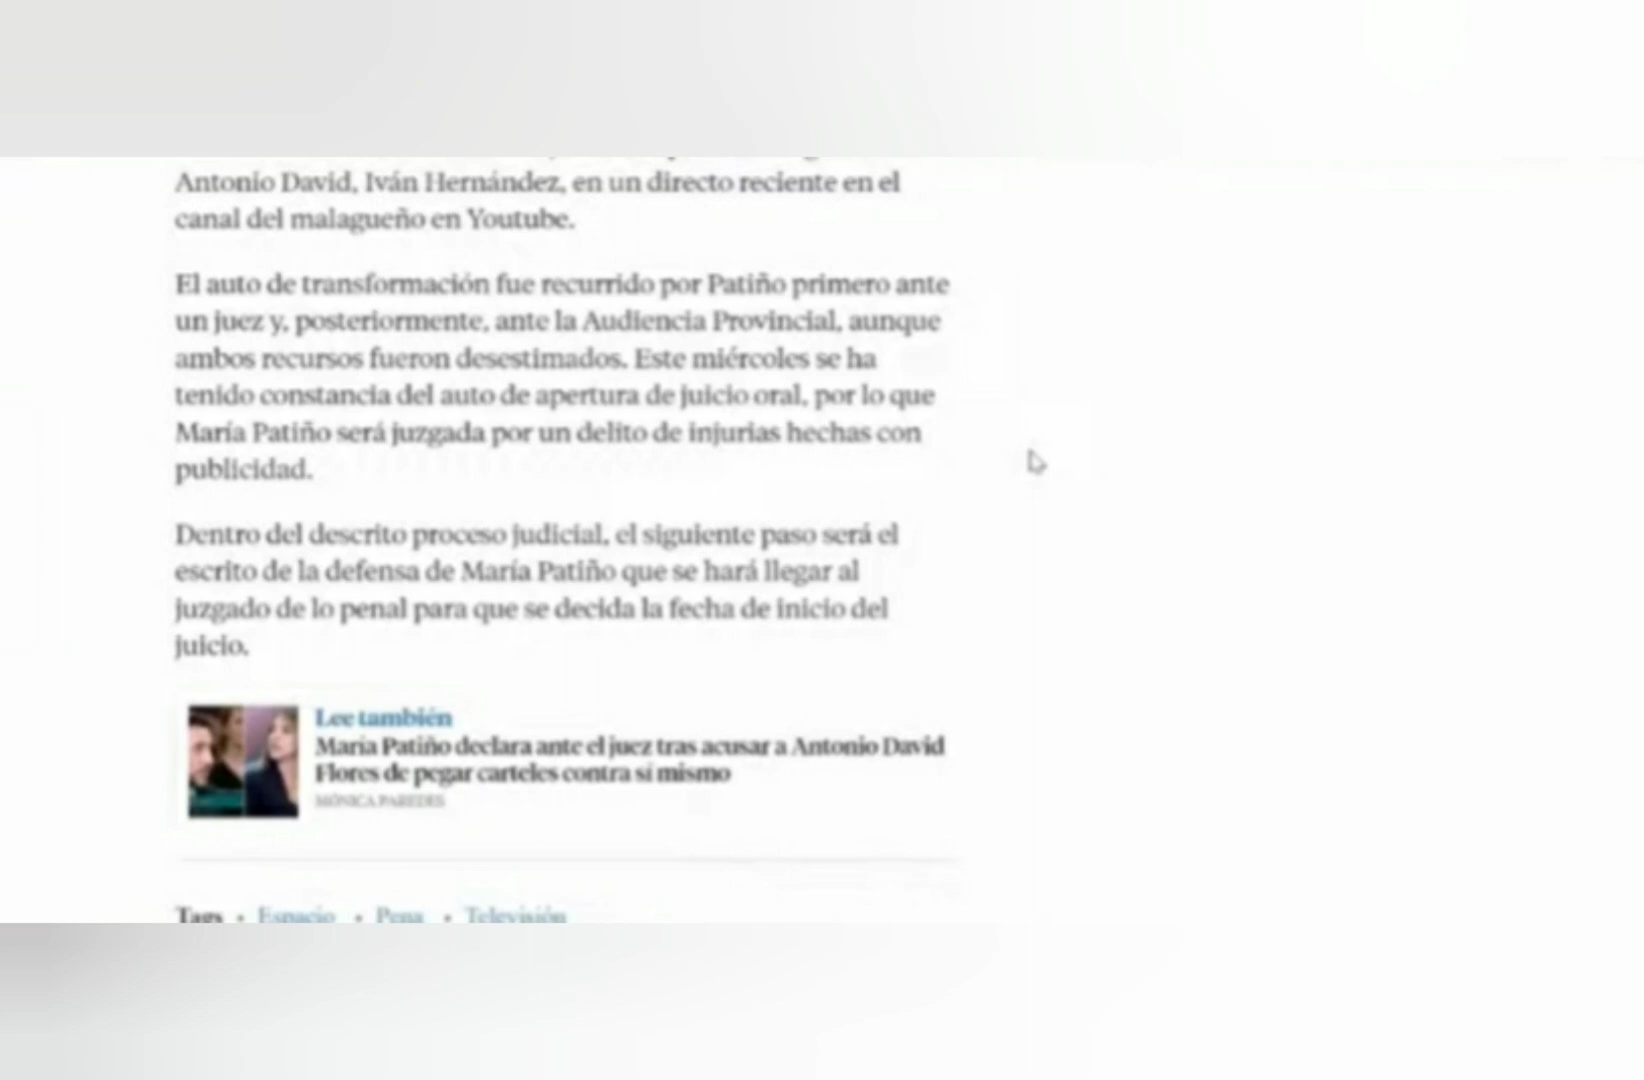 Antonio David, Iván Hernández, en un directo reciente en el
canal del malagueño en Youtube.
El auto de transformación fue recurrido por Patiño primero ante
un juez y, posteriormente, ante la Audiencia Provincial, aunque
ambos recursos fueron desestimados. Este miércoles se ha
tenido constancia del auto de apertura de juicio oral, por lo que
María Patiño será juzgada por un delito de injurias hechas con
publicidad.
Dentro del descrito proceso judicial, el siguiente paso será el
escrito de la defensa de María Patiño que se hará llegar al
juzgado de lo penal para que se decida la fecha de inicio del
juicio.
Lee también
María Patiño declara ante el juez tras acusar a Antonio David
Flores de pegar carteles contra sí mismo
MÓNICA PAREDES
Tags • Espacio • Pena • Televisión